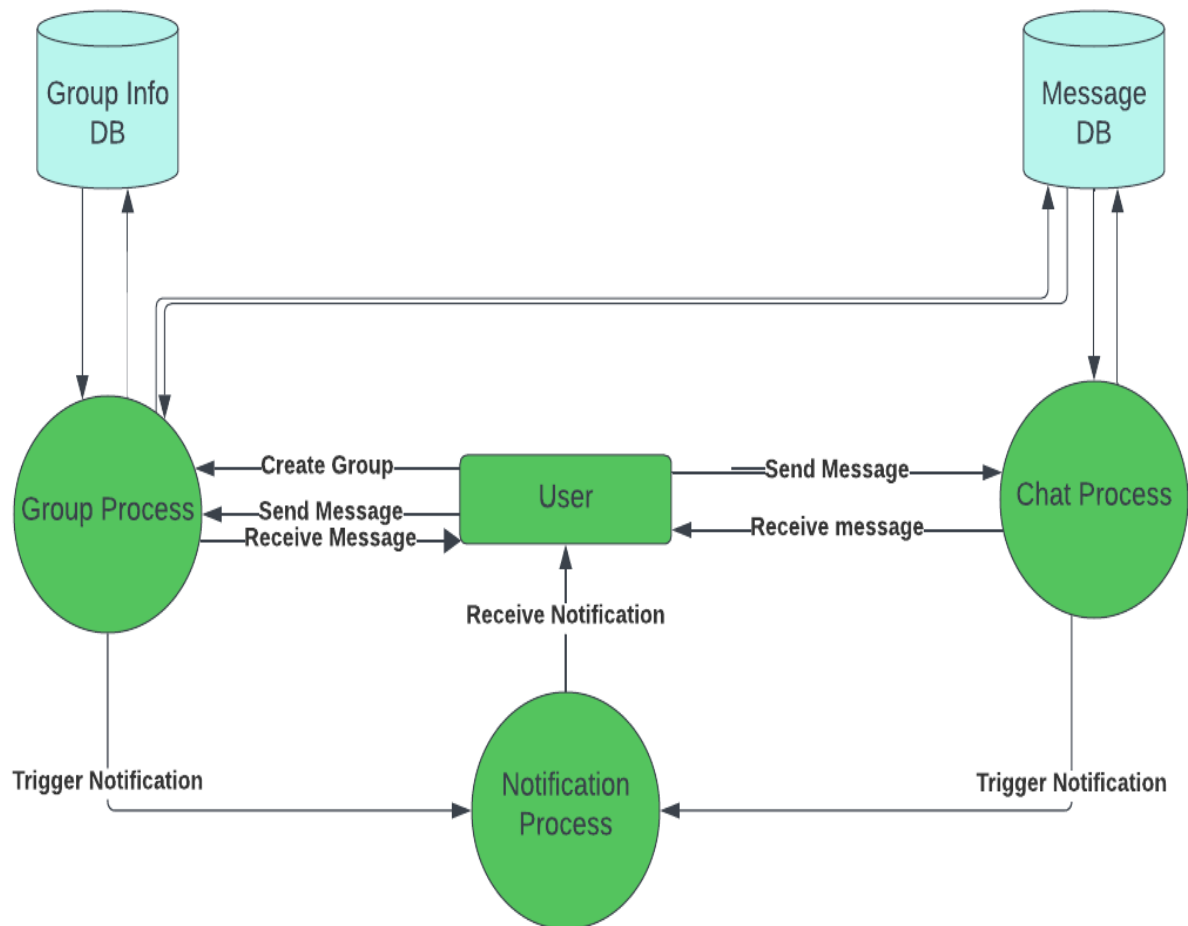 Group Info
DB
Message
DB
Create Group
Send Message
Receive Message
Group Process
User
Send Message
Receive message
Chat Process
Receive Notification
Trigger Notification
Notification
Process
Trigger Notification